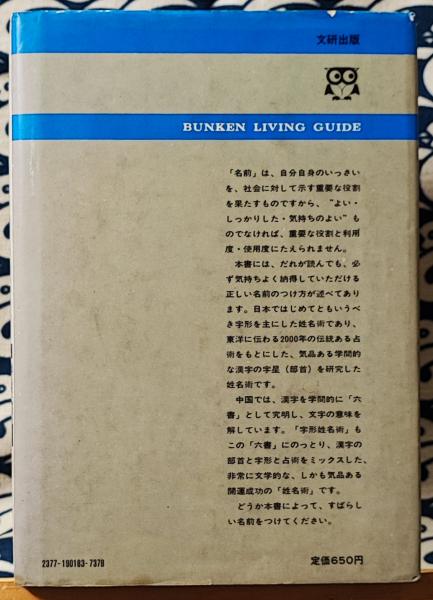 文研出版
BUNKEN LIVING GUIDE
「名前」は、自分自身のいっさい
を、社会に対して示す重要な役割
を果たすものですから、“よい・
しっかりした・気持ちのよい”も
のでなければ、重要な役割と利用
度・使用度にたえられません。
本書には、だれが読んでも、必
ず気持ちよく納得していただける
正しい名前のつけ方が述べてあり
ます。日本ではじめてともいうべ
き字形を主にした姓名術であり、
東洋に伝わる2000年の伝統ある占
術をもとにした、気品ある学問的
な漢字の字星（部首）を研究した
姓名術です。
中国では、漢字を学問的に「六
書」として究明し、文字の意味を
解しています。「字形姓名術」も
この「六書」にのっとり、漢字の
部首と字形と占術をミックスした、
非常に文学的な、しかも気品ある
開運成功の「姓名術」です。
どうか本書によって、すばらし
い名前をつけてください。
2377-190183-7378
定価650円